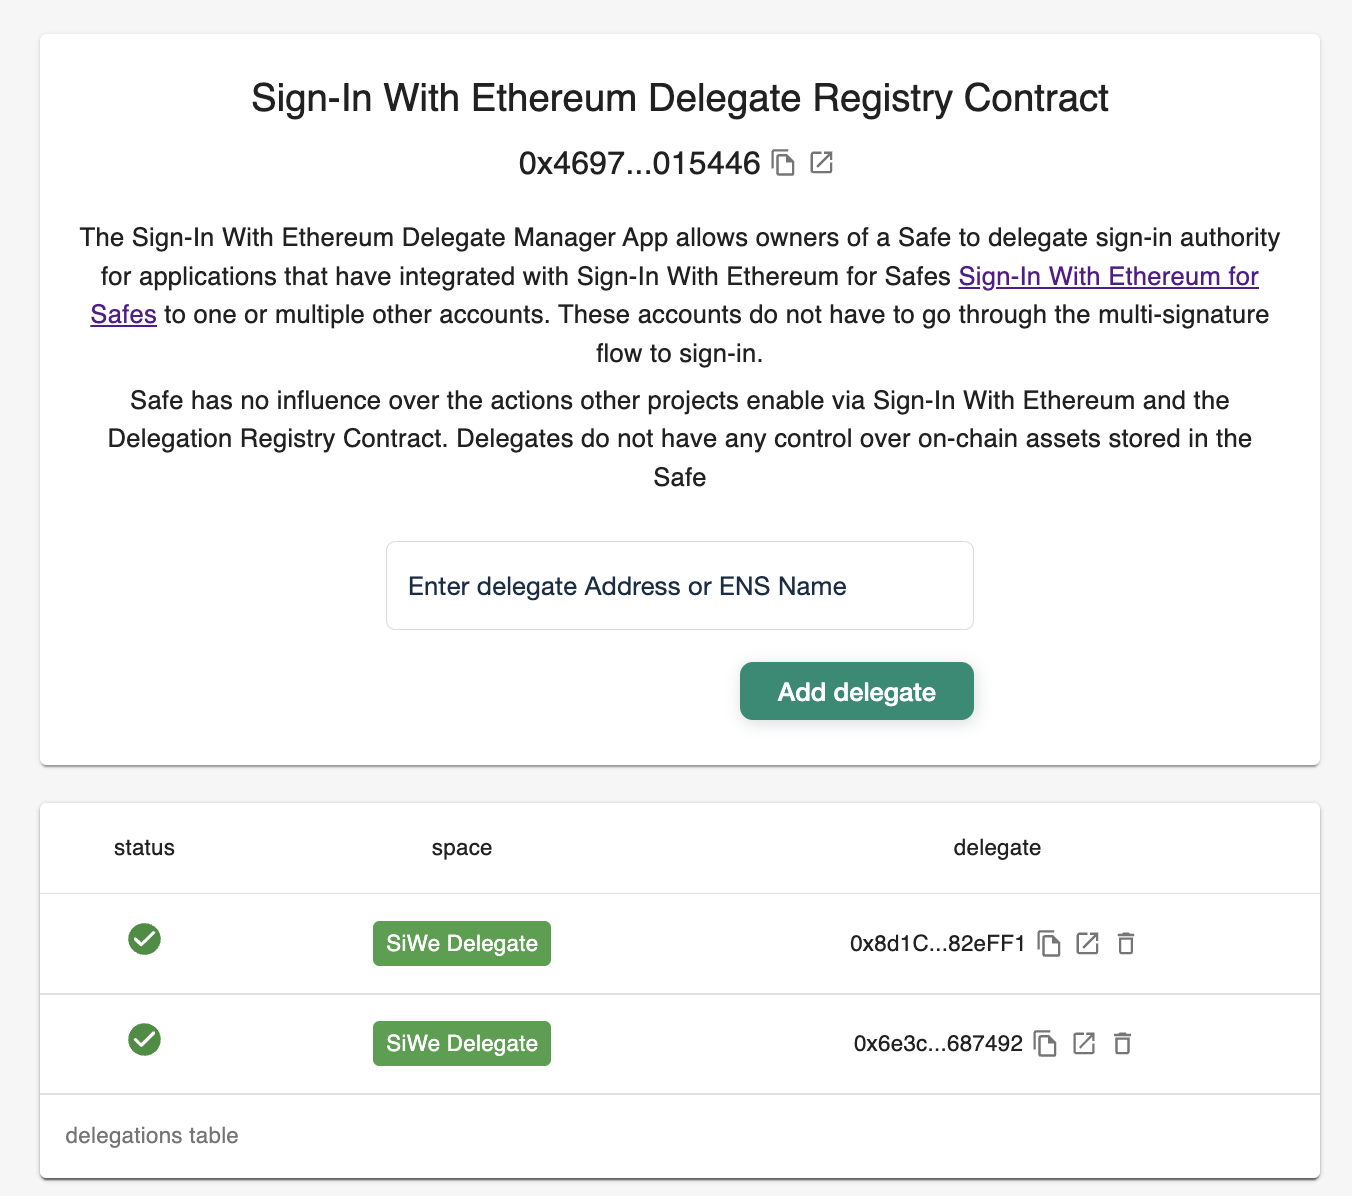 Sign-In With Ethereum Delegate Registry Contract
0x4697...015446
The Sign-In With Ethereum Delegate Manager App allows owners of a Safe to delegate sign-in authority
for applications that have integrated with Sign-In With Ethereum for Safes Sign-In With Ethereum for
Safes to one or multiple other accounts. These accounts do not have to go through the multi-signature
flow to sign-in.
Safe has no influence over the actions other projects enable via Sign-In With Ethereum and the
Delegation Registry Contract. Delegates do not have any control over on-chain assets stored in the
Safe
Enter delegate Address or ENS Name
Add delegate
status space delegate
SiWe Delegate 0x8d1C...82eFF1
SiWe Delegate 0x6e3c...687492
delegations table